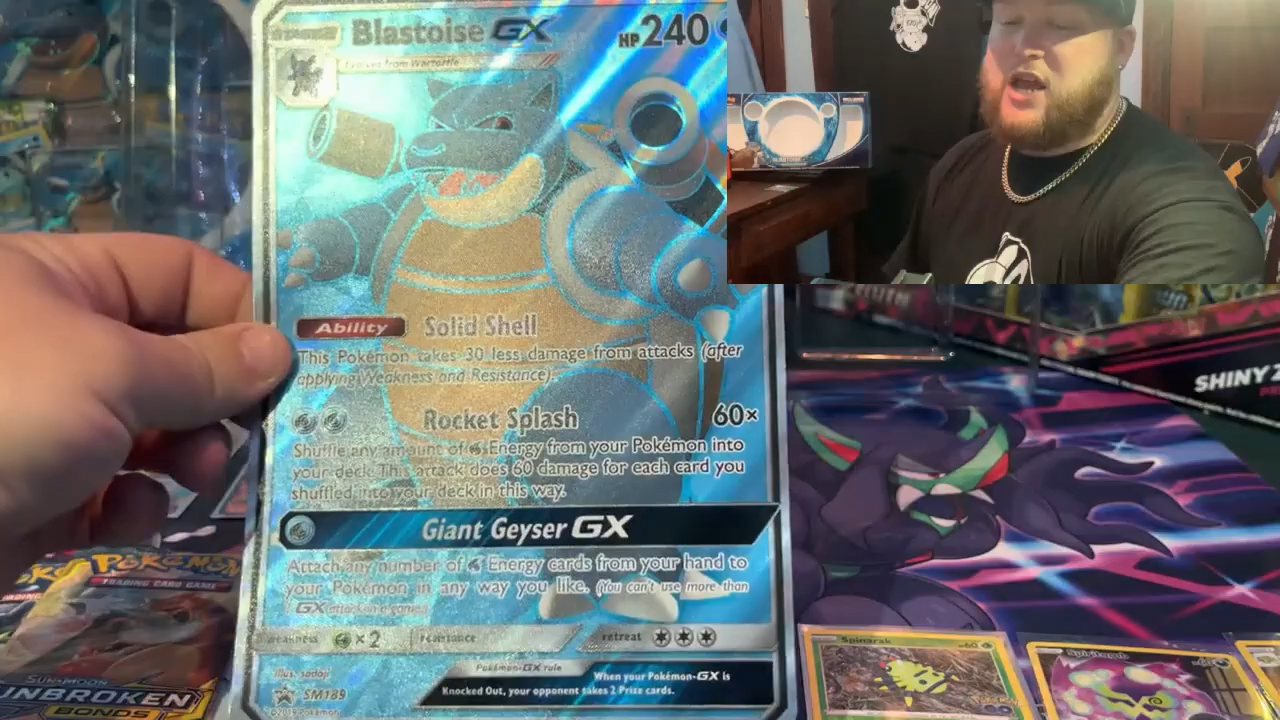 Blastoise GX
HP 240
Evolves from Wartortle
Ability Solid Shell
This Pokémon takes 30 less damage from attacks (after
applying Weakness and Resistance).
Rocket Splash 60×
Shuffle any amount of Energy from your Pokémon into
your deck. This attack does 60 damage for each card you
shuffled into your deck in this way.
Giant Geyser GX
Attach any number of Energy cards from your hand to
your Pokémon in any way you like. (You can't use more than
GX attack in a game.)
weakness ×2 resistance retreat
Illus. sadaji
Pokémon-GX rule
When your Pokémon-GX is
Knocked Out, your opponent takes 2 Prize cards.
SM189
©2019 Pokémon
POKÉMON
TRADING CARD GAME
SUN & MOON
UNBROKEN
BONDS
SHINY
Spinarak 60
Spiritomb